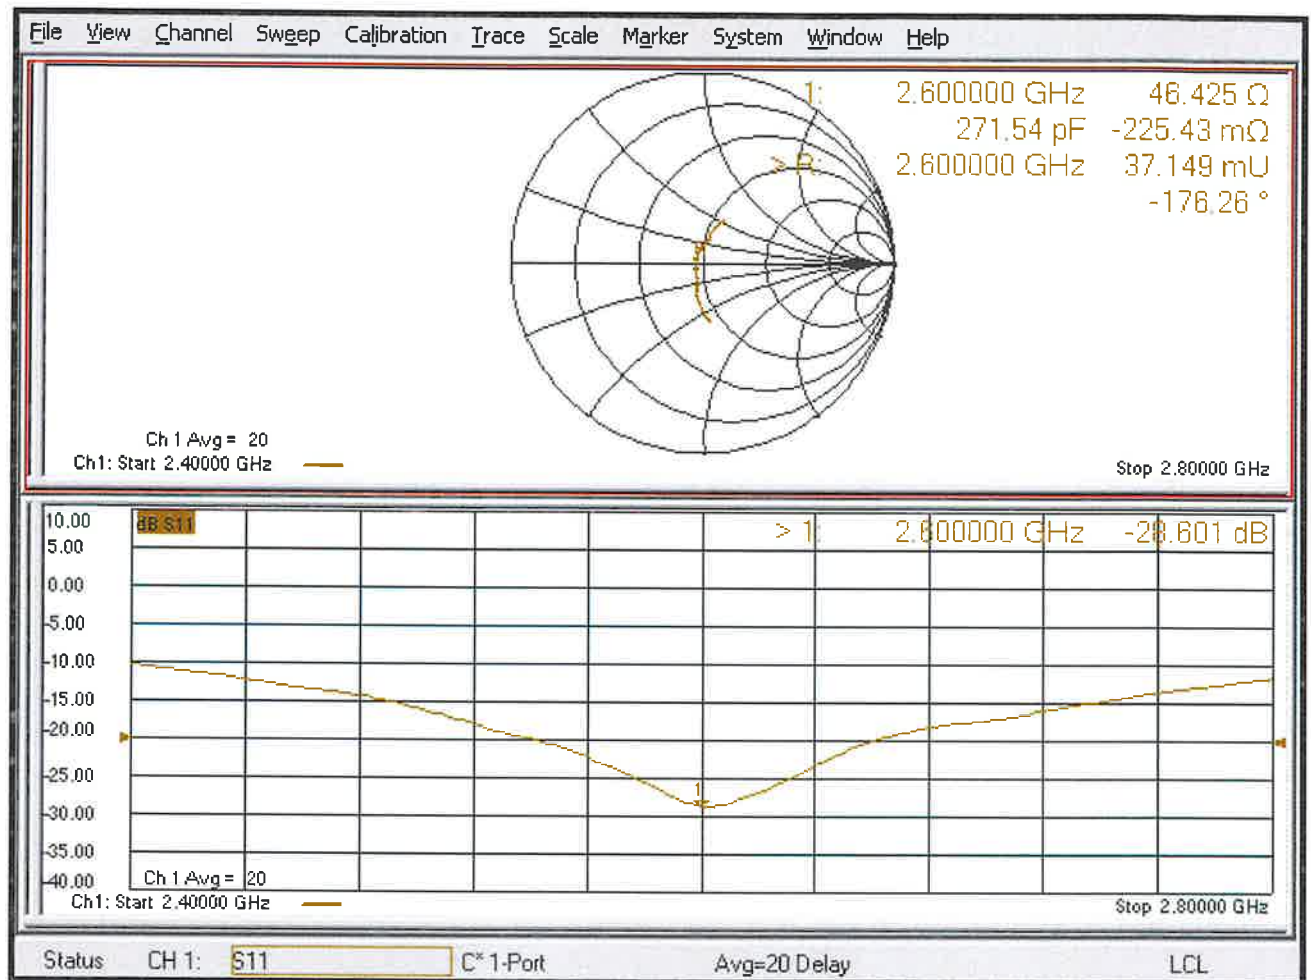 File View Channel Sweep Calibration Trace Scale Marker System Window Help
1: 2.600000 GHz 46.425 Ω
271.54 pF -225.43 mΩ
> R 2.600000 GHz 37.149 mU
-176.26 °
Ch 1 Avg = 20
Ch1: Start 2.40000 GHz
Stop 2.80000 GHz
10.00
dB S11
> 1: 2.600000 GHz -28.601 dB
5.00
0.00
-5.00
-10.00
-15.00
-20.00
-25.00
1
-30.00
-35.00
-40.00
Ch 1 Avg = 20
Ch1: Start 2.40000 GHz
Stop 2.80000 GHz
Status CH 1: S11 C* 1-Port Avg=20 Delay LCL